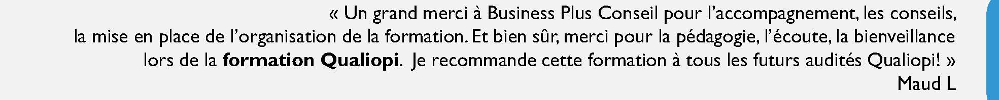 « Un grand merci à Business Plus Conseil pour l’accompagnement, les conseils,
la mise en place de l’organisation de la formation. Et bien sûr, merci pour la pédagogie, l’écoute, la bienveillance
lors de la formation Qualiopi. Je recommande cette formation à tous les futurs audités Qualiopi! »
Maud L